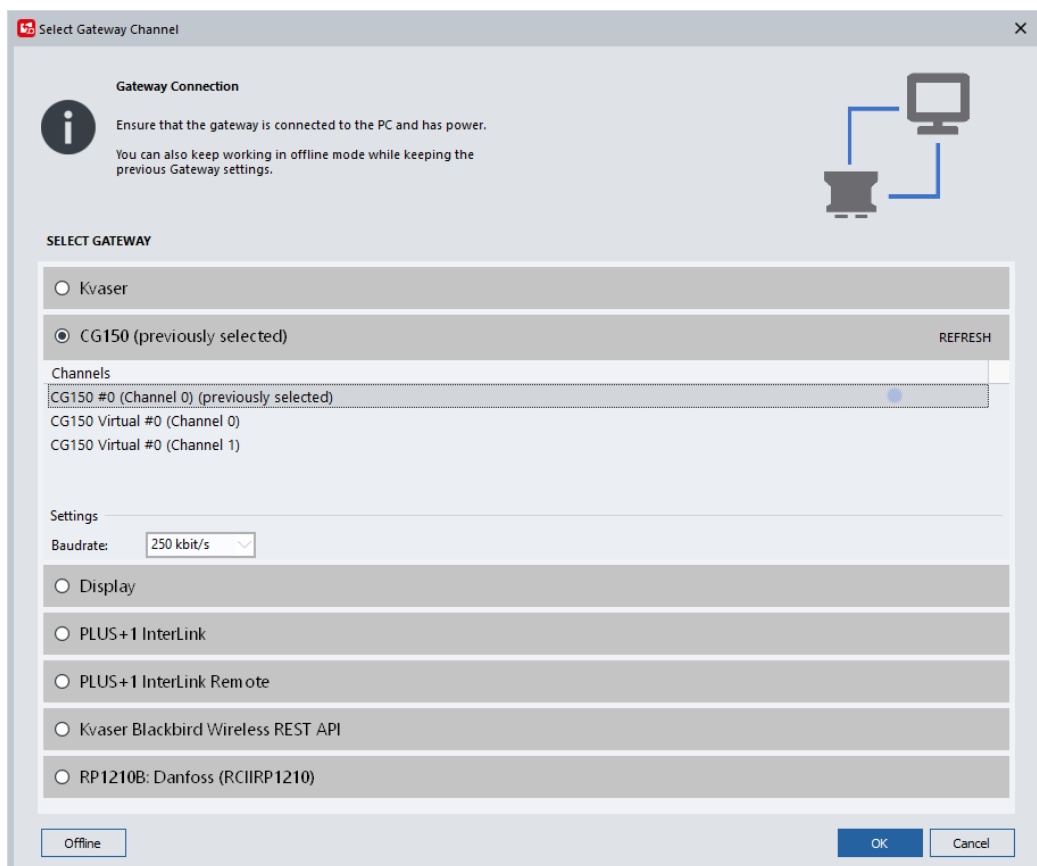 Select Gateway Channel
Gateway Connection
Ensure that the gateway is connected to the PC and has power.
You can also keep working in offline mode while keeping the
previous Gateway settings.
SELECT GATEWAY
Kvaser
CG150 (previously selected)
REFRESH
Channels
CG150 #0 (Channel 0) (previously selected)
CG150 Virtual #0 (Channel 0)
CG150 Virtual #0 (Channel 1)
Settings
Baudrate: 250 kbit/s
Display
PLUS+1 InterLink
PLUS+1 InterLink Remote
Kvaser Blackbird Wireless REST API
RP1210B: Danfoss (RCIIRP1210)
Offline
OK
Cancel